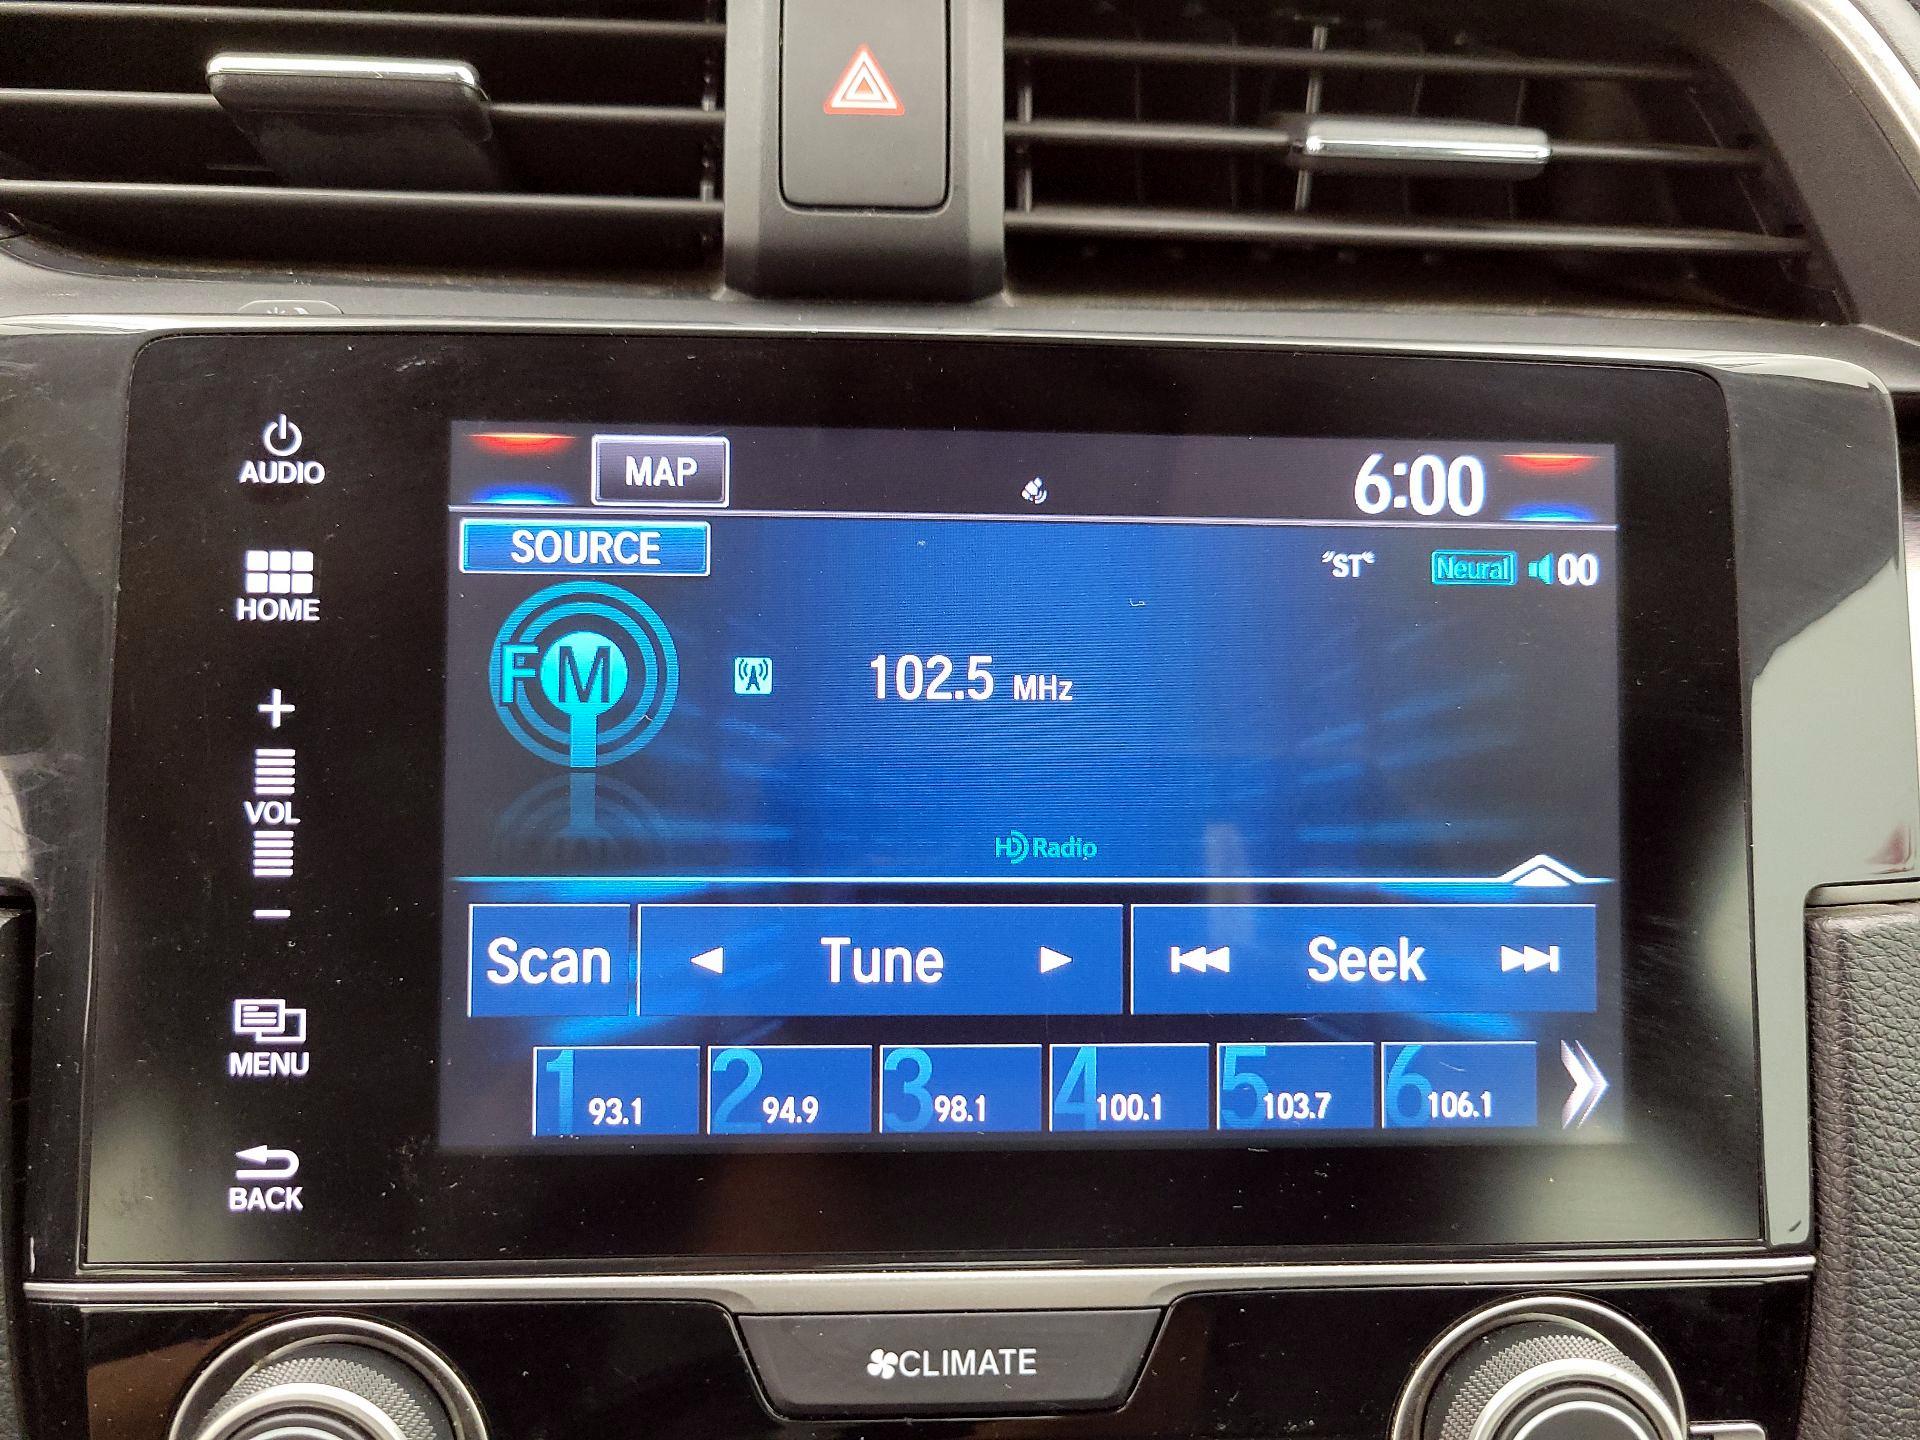 AUDIO
HOME
+
VOL
-
MENU
BACK
MAP
6:00
SOURCE
"ST"
Neural 00
FM
102.5 MHz
HD Radio
Scan Tune Seek
1 93.1
2 94.9
3 98.1
4 100.1
5 103.7
6 106.1
CLIMATE